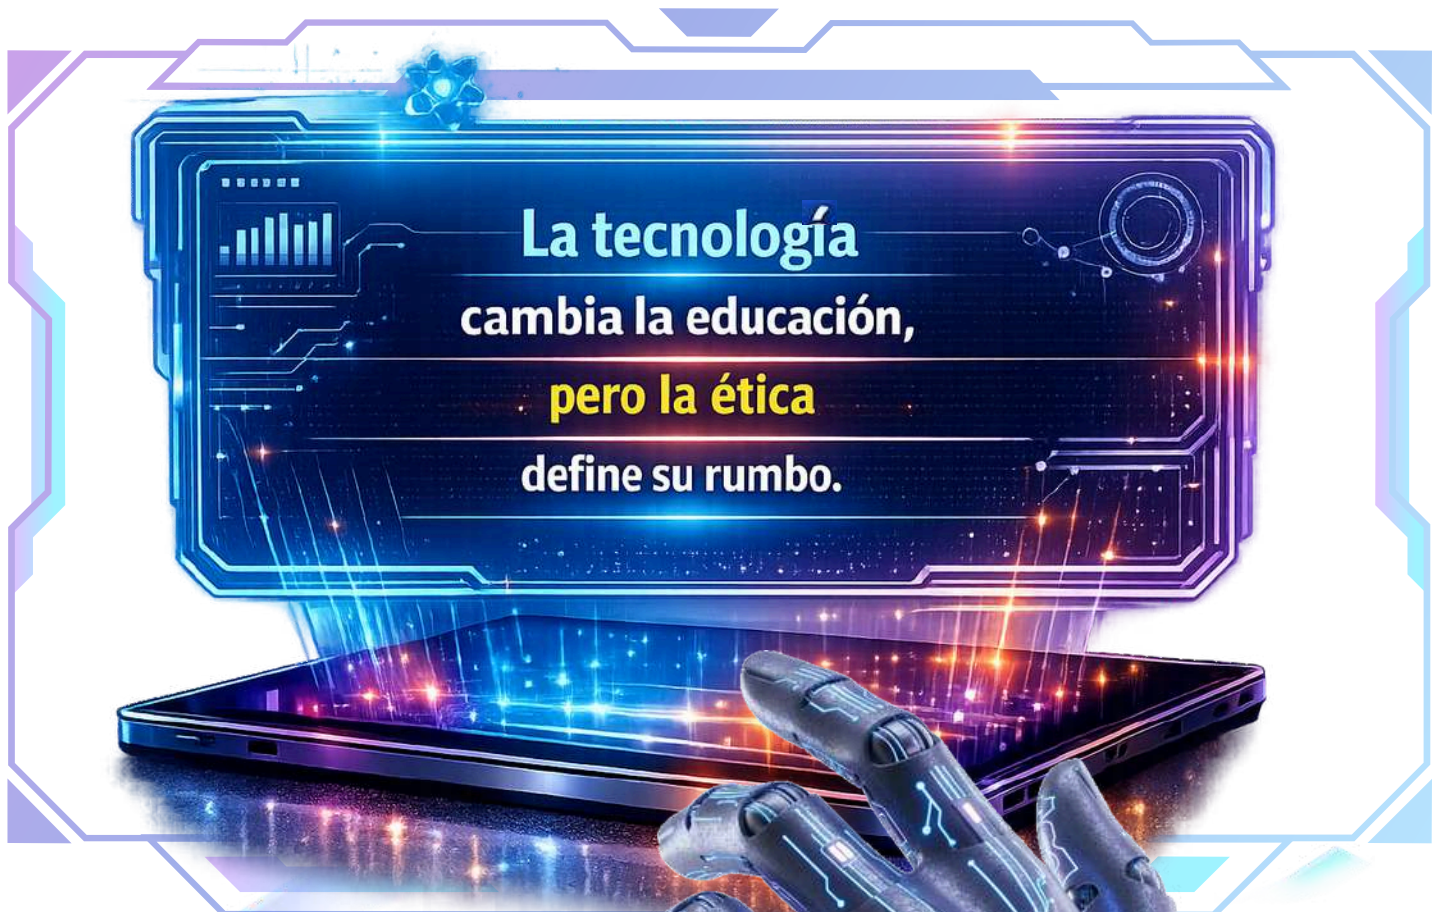 La tecnología
cambia la educación,
pero la ética
define su rumbo.